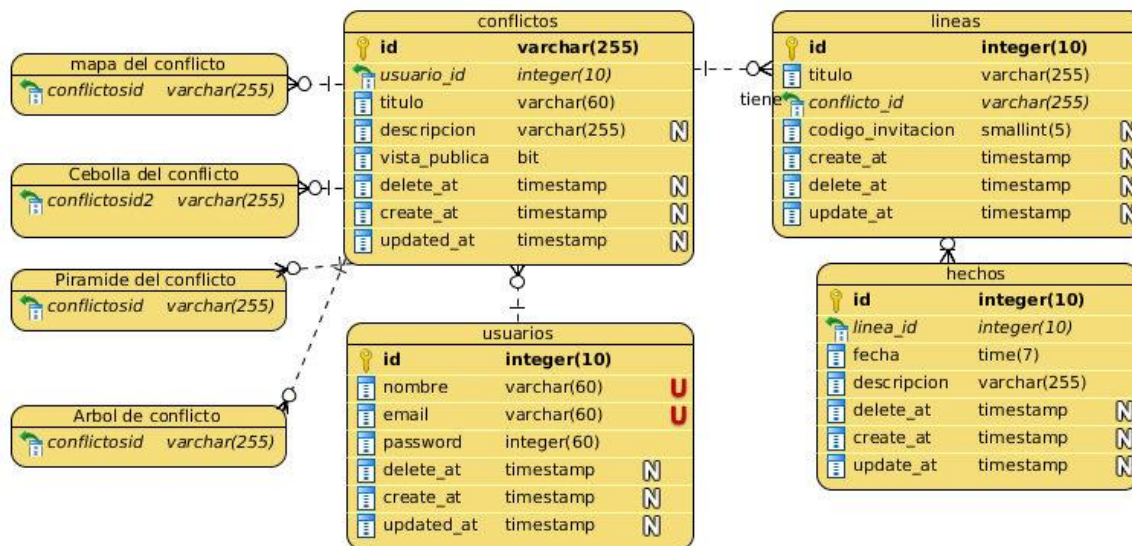 mapa del conflicto
conflictosid varchar(255)
Cebolla del conflicto
conflictosid2 varchar(255)
Piramide del conflicto
conflictosid varchar(255)
Arbol de conflicto
conflictosid varchar(255)
conflictos
id varchar(255)
usuario_id integer(10)
titulo varchar(60)
descripcion varchar(255) N
vista_publica bit
delete_at timestamp N
create_at timestamp N
updated_at timestamp N
usuarios
id integer(10)
nombre varchar(60) U
email varchar(60) U
password integer(60)
delete_at timestamp N
create_at timestamp N
updated_at timestamp N
tiene
lineas
id integer(10)
titulo varchar(255)
conflicto_id varchar(255)
codigo_invitacion smallint(5) N
create_at timestamp N
delete_at timestamp N
update_at timestamp N
hechos
id integer(10)
linea_id integer(10)
fecha time(7)
descripcion varchar(255)
delete_at timestamp N
create_at timestamp N
update_at timestamp N